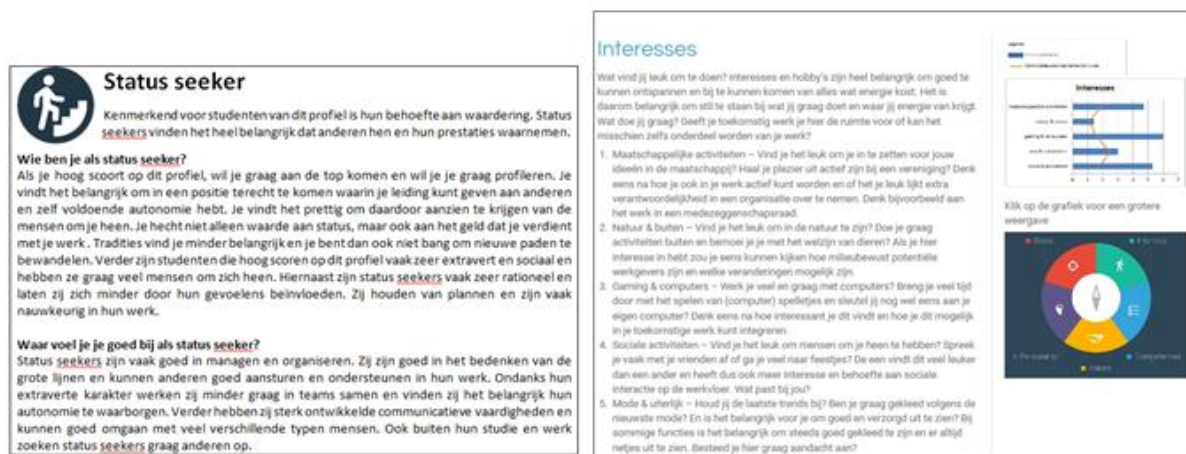 Status seeker
Kenmerkend voor studenten van dit profiel is hun behoefte aan waardering. Status
seekers vinden het heel belangrijk dat anderen hen en hun prestaties waarnemen.
Wie ben je als status seeker?
Als je hoog scoort op dit profiel, wil je graag aan de top komen en wil je je graag profileren. Je
vindt het belangrijk om in een positie terecht te komen waarin je leiding kunt geven aan anderen
en zelf voldoende autonomie hebt. Je vindt het prettig om daardoor aanzien te krijgen van de
mensen om je heen. Je hecht niet alleen waarde aan status, maar ook aan het geld dat je verdient
met je werk. Tradities vind je minder belangrijk en je bent dan ook niet bang om nieuwe paden te
bewandelen. Verder zijn studenten die hoog scoren op dit profiel vaak zeer extravert en sociaal en
hebben ze graag veel mensen om zich heen. Hiernaast zijn status seekers vaak zeer rationeel en
laten zij zich minder door hun gevoelens beïnvloeden. Zij houden van plannen en zijn vaak
nauwkeurig in hun werk.
Waar voel je je goed bij als status seeker?
Status seekers zijn vaak goed in managen en organiseren. Zij zijn goed in het bedenken van de
grote lijnen en kunnen anderen goed aansturen en ondersteunen in hun werk. Ondanks hun
extraverte karakter werken zij minder graag in teams samen en vinden zij het belangrijk hun
autonomie te waarborgen. Verder hebben zij sterk ontwikkelde communicatieve vaardigheden en
kunnen goed omgaan met veel verschillende typen mensen. Ook buiten hun studie en werk
zoeken status seekers graag anderen op.
Interesses
Wat vind jij leuk om te doen? Interesses en hobby's zijn heel belangrijk om goed te
kunnen ontspannen en bij te kunnen komen van alles wat energie kost. Het is
daarom belangrijk om stil te staan bij wat jij graag doet en waar jij energie van krijgt.
Wat doe jij graag? Geeft je toekomstig werk je hier de ruimte voor of kan het
misschien zelfs onderdeel worden van je werk?
1. Maatschappelijke activiteiten – Vind je het leuk om je in te zetten voor jouw
ideeën in de maatschappij? Haal je plezier uit actief zijn bij een vereniging? Denk
eens na hoe je ook in je werk actief kunt worden en of het je leuk lijkt extra
verantwoordelijkheid in een organisatie over te nemen. Denk bijvoorbeeld aan
het werk in een medezeggenschapsraad.
2. Natuur & buiten – Vind je het leuk om in de natuur te zijn? Doe je graag
activiteiten buiten en bemoei je je met het welzijn van dieren? Als je hier
interesse in hebt zou je eens kunnen kijken hoe milieubewust potentiële
werkgevers zijn en welke veranderingen mogelijk zijn.
3. Gaming & computers – Werk je veel en graag met computers? Breng je veel tijd
door met het spelen van (computer) spelletjes en sleutel jij nog wel eens aan je
eigen computer? Denk eens na hoe interessant je dit vindt en hoe je dit mogelijk
in je toekomstige werk kunt integreren.
4. Sociale activiteiten – Vind je het leuk om mensen om je heen te hebben? Spreek
je vaak met je vrienden af of ga je veel naar feestjes? De een vindt dit veel leuker
dan een ander en heeft dus ook meer interesse en behoefte aan sociale
interactie op de werkvloer. Wat past bij jou?
5. Mode & uiterlijk – Houd jij de laatste trends bij? Ben je graag gekleed volgens de
nieuwste mode? En is het belangrijk voor je om goed en verzorgd uit te zien? Bij
sommige functies is het belangrijk om steeds goed gekleed te zijn en er altijd
netjes uit te zien. Besteed je hier graag aandacht aan?
Interesses
Klik op de grafiek voor een grotere
weergave